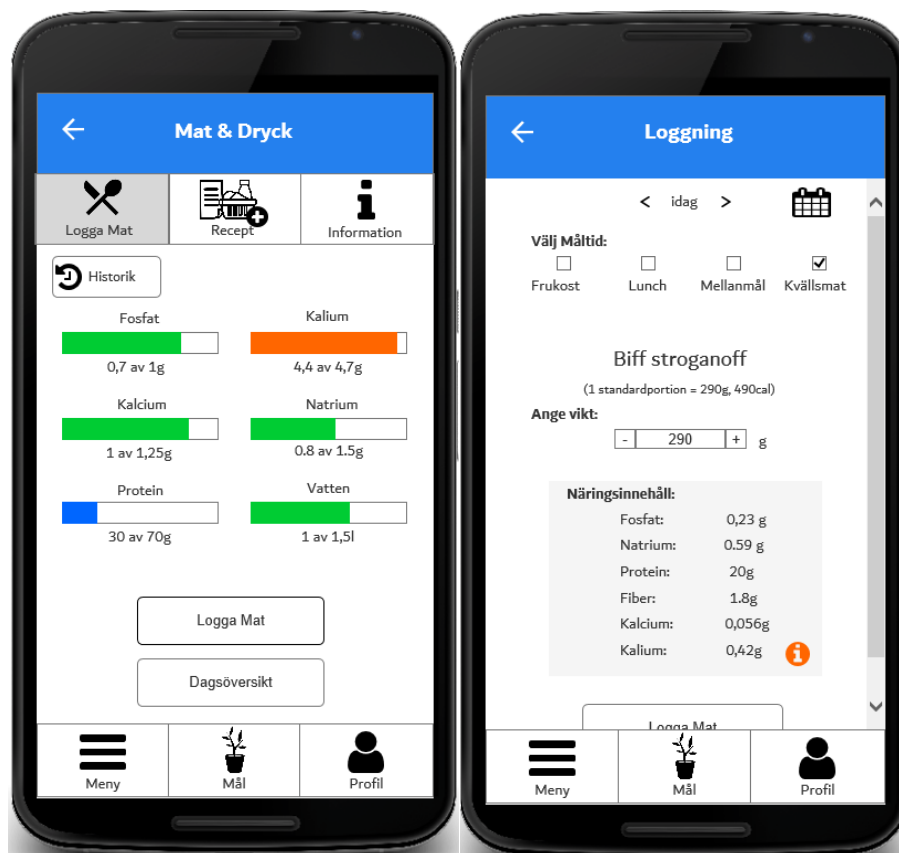 Mat & Dryck
Logga Mat
Recept
Information
Historik
Fosfat
Kalium
0,7 av 1g
4,4 av 4,7g
Kalcium
Natrium
1 av 1,25g
0.8 av 1.5g
Protein
Vatten
30 av 70g
1 av 1,5l
Logga Mat
Dagsöversikt
Meny
Mål
Profil
Loggning
< idag >
Välj Måltid:
Frukost
Lunch
Mellanmål
Kvällsmat
Biff stroganoff
(1 standardportion = 290g, 490cal)
Ange vikt:
- 290 + g
Näringsinnehåll:
Fosfat: 0,23 g
Natrium: 0.59 g
Protein: 20g
Fiber: 1.8g
Kalcium: 0,056g
Kalium: 0,42g
Logga Mat
Meny
Mål
Profil